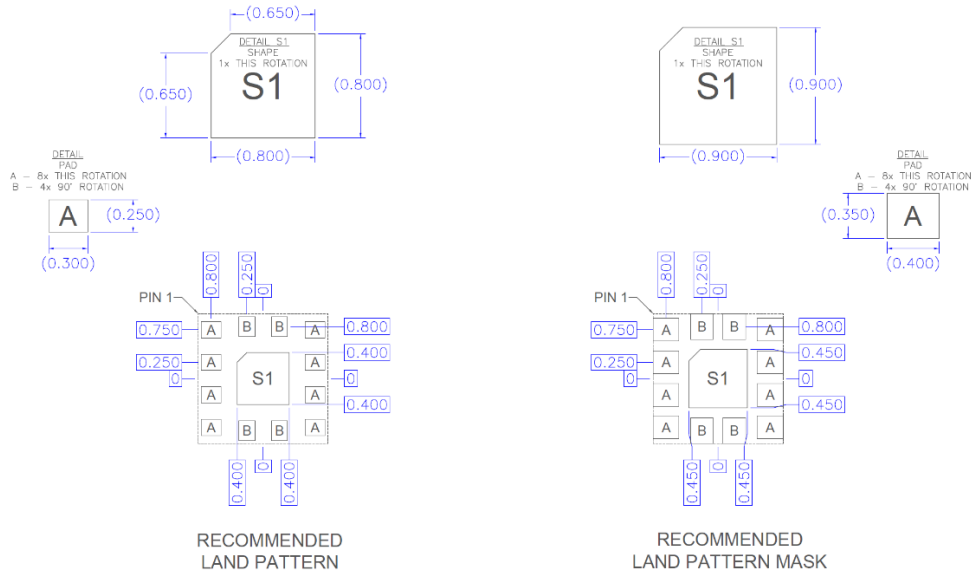 (0.650)
DETAIL S1
SHAPE
1x THIS ROTATION
S1
(0.650)
(0.800)
(0.800)
DETAIL S1
SHAPE
1x THIS ROTATION
S1
(0.900)
(0.900)
DETAIL
PAD
A – 8x THIS ROTATION
B – 4x 90° ROTATION
A
(0.250)
(0.300)
DETAIL
PAD
A – 8x THIS ROTATION
B – 4x 90° ROTATION
(0.350)
A
(0.400)
0.800
0.250
0
PIN 1
0.750
A
B
B
A
0.800
0.250
A
A
0.400
0
S1
0
A
A
0.400
A
B
B
A
0.400
0
0.400
RECOMMENDED
LAND PATTERN
0.800
0.250
0
PIN 1
0.750
A
B
B
A
0.800
0.250
A
A
0.450
0
S1
0
A
A
0.450
A
B
B
A
0.450
0
0.450
RECOMMENDED
LAND PATTERN MASK